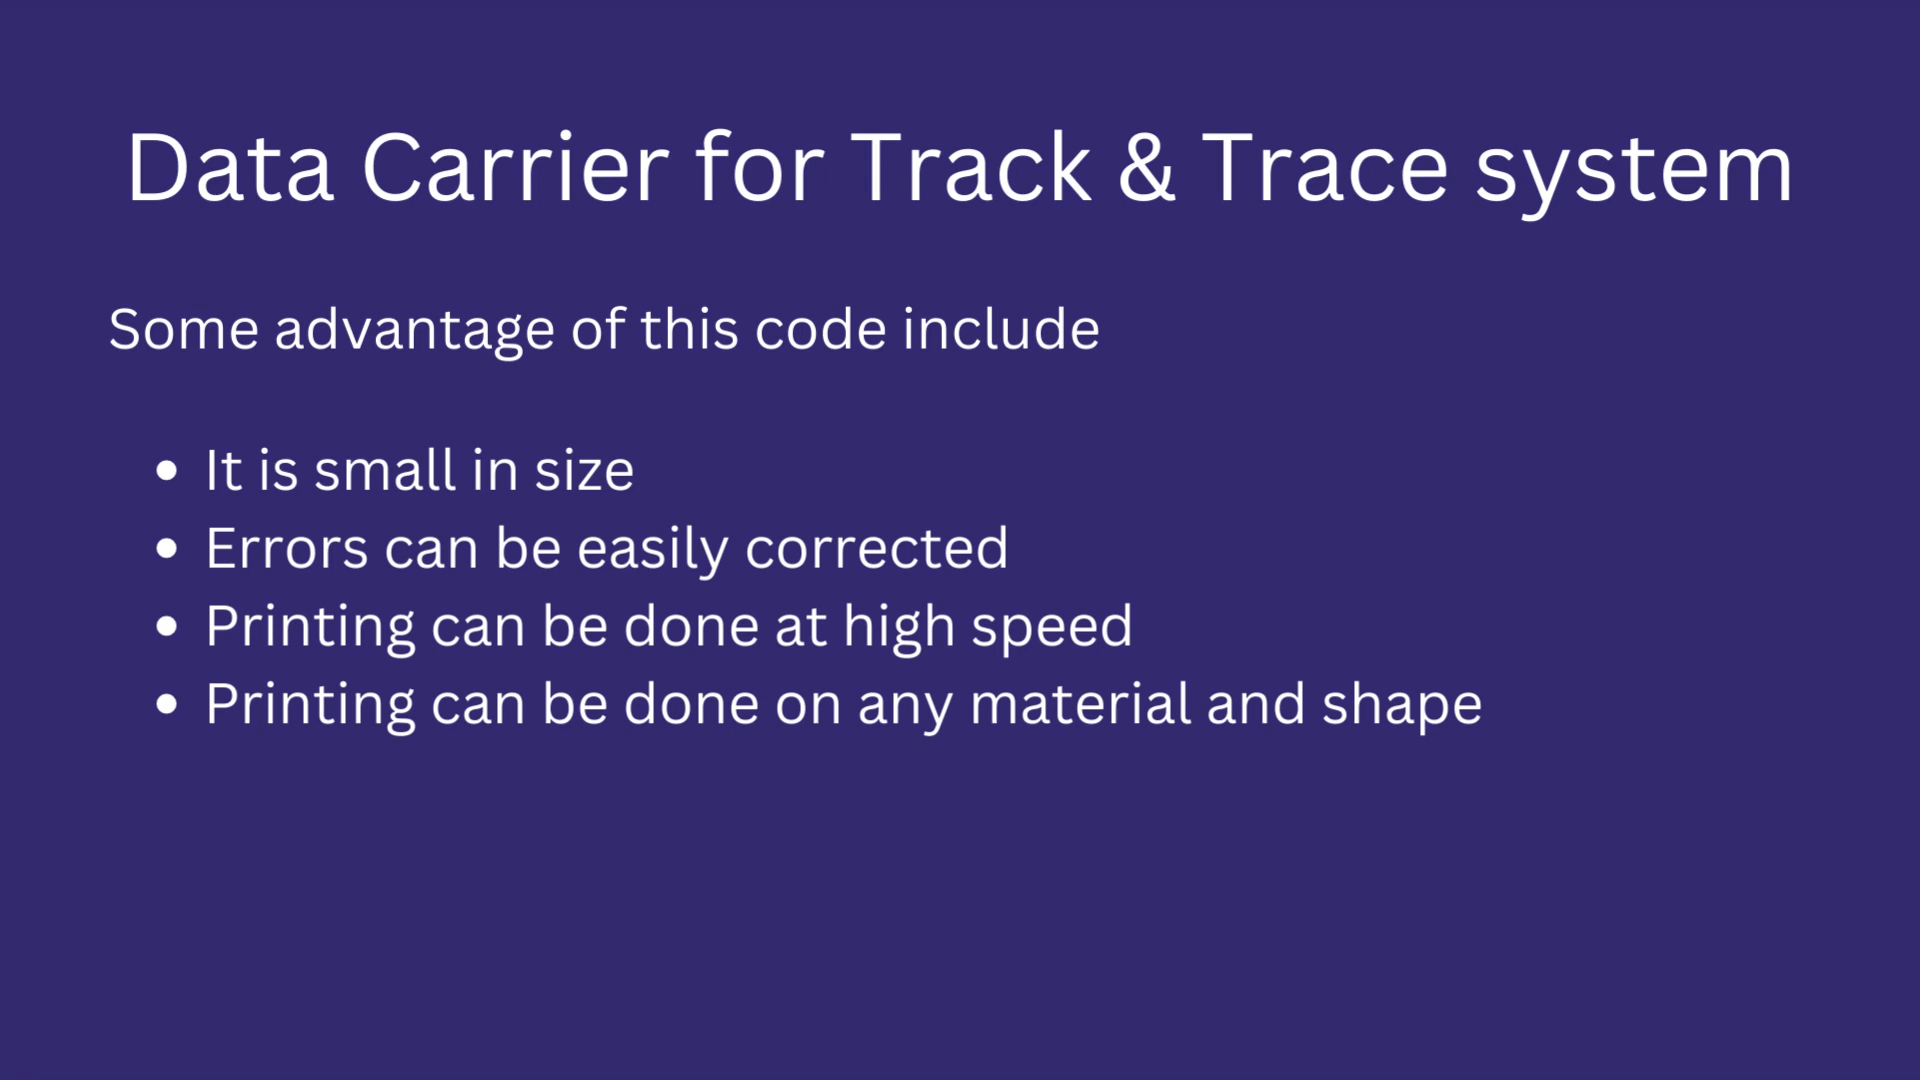 Data Carrier for Track & Trace system
Some advantage of this code include
• It is small in size
• Errors can be easily corrected
• Printing can be done at high speed
• Printing can be done on any material and shape